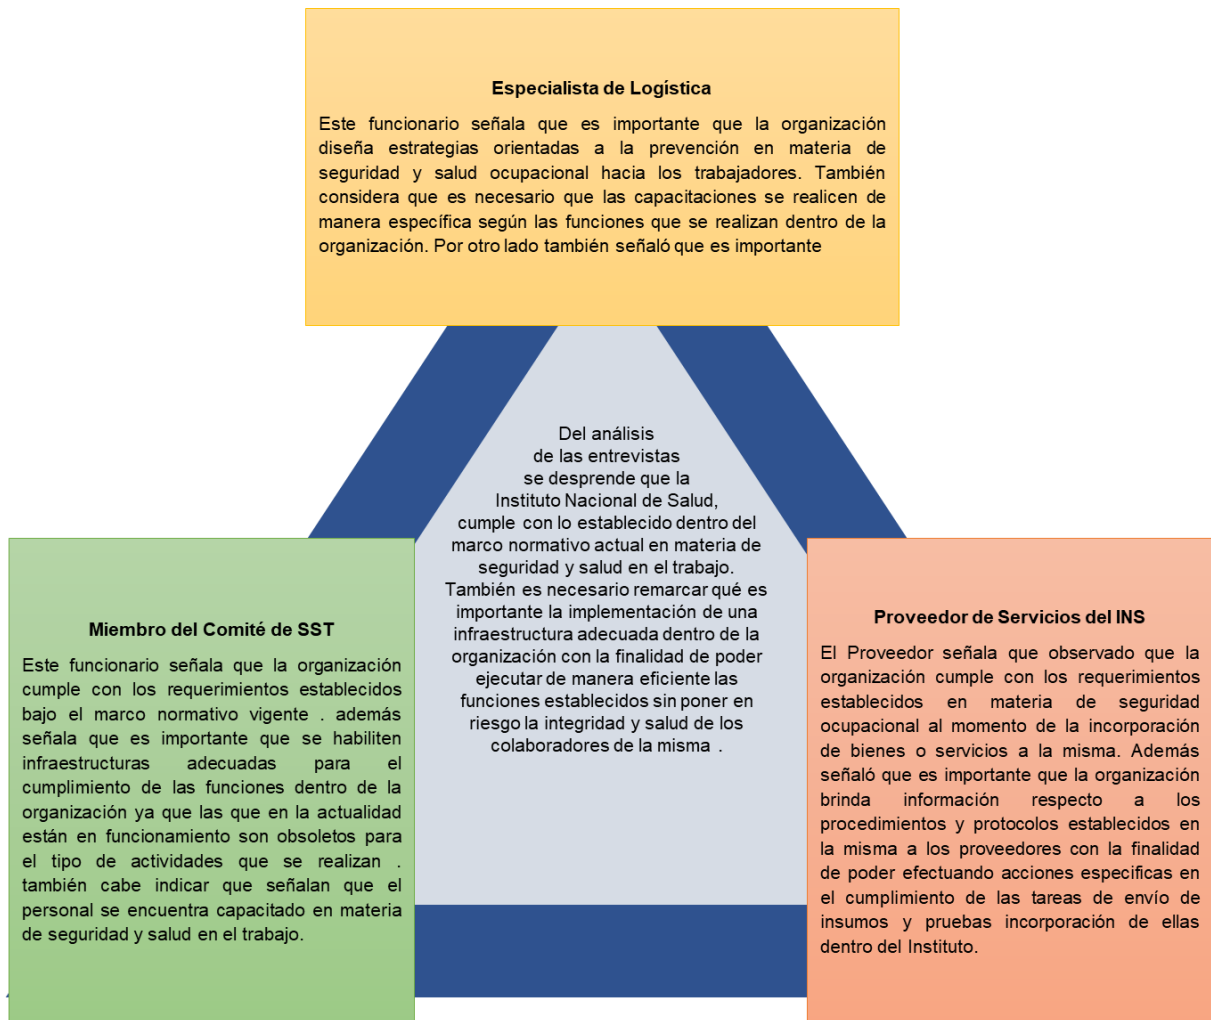 Especialista de Logística
Este funcionario señala que es importante que la organización
diseña estrategias orientadas a la prevención en materia de
seguridad y salud ocupacional hacia los trabajadores. También
considera que es necesario que las capacitaciones se realicen de
manera específica según las funciones que se realizan dentro de la
organización. Por otro lado también señaló que es importante
Del análisis
de las entrevistas
se desprende que la
Instituto Nacional de Salud,
cumple con lo establecido dentro del
marco normativo actual en materia de
seguridad y salud en el trabajo.
También es necesario remarcar qué es
importante la implementación de una
infraestructura adecuada dentro de la
organización con la finalidad de poder
ejecutar de manera eficiente las
funciones establecidos sin poner en
riesgo la integridad y salud de los
colaboradores de la misma .
Miembro del Comité de SST
Este funcionario señala que la organización
cumple con los requerimientos establecidos
bajo el marco normativo vigente . además
señala que es importante que se habiliten
infraestructuras adecuadas para el
cumplimiento de las funciones dentro de la
organización ya que las que en la actualidad
están en funcionamiento son obsoletos para
el tipo de actividades que se realizan .
también cabe indicar que señalan que el
personal se encuentra capacitado en materia
de seguridad y salud en el trabajo.
Proveedor de Servicios del INS
El Proveedor señala que observado que la
organización cumple con los requerimientos
establecidos en materia de seguridad
ocupacional al momento de la incorporación
de bienes o servicios a la misma. Además
señaló que es importante que la organización
brinda información respecto a los
procedimientos y protocolos establecidos en
la misma a los proveedores con la finalidad
de poder efectuando acciones especificas en
el cumplimiento de las tareas de envío de
insumos y pruebas incorporación de ellas
dentro del Instituto.